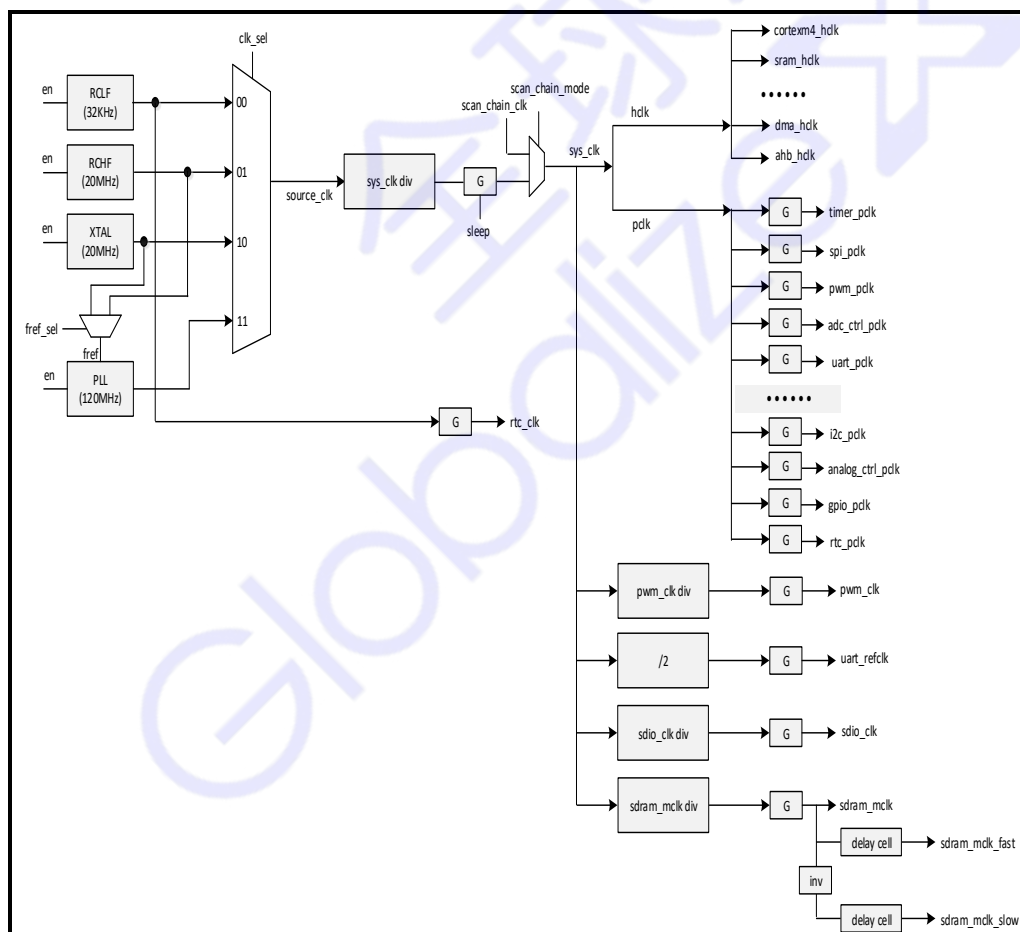 clk_sel
en
RCLF
(32KHz)
00
en
RCHF
(20MHz)
01
en
XTAL
(20MHz)
10
fref_sel
fref
en
PLL
(120MHz)
11
source_clk
sys_clk div
G
sleep
scan_chain_mode
scan_chain_clk
sys_clk
hclk
pclk
cortexm4_hclk
sram_hclk
......
dma_hclk
ahb_hclk
G timer_pclk
G spi_pclk
G pwm_pclk
G adc_ctrl_pclk
G uart_pclk
......
G i2c_pclk
G analog_ctrl_pclk
G gpio_pclk
G rtc_pclk
G rtc_clk
pwm_clk div G pwm_clk
/2 G uart_refclk
sdio_clk div G sdio_clk
sdram_mclk div G sdram_mclk
delay cell sdram_mclk_fast
inv
delay cell sdram_mclk_slow
全球
Globalize